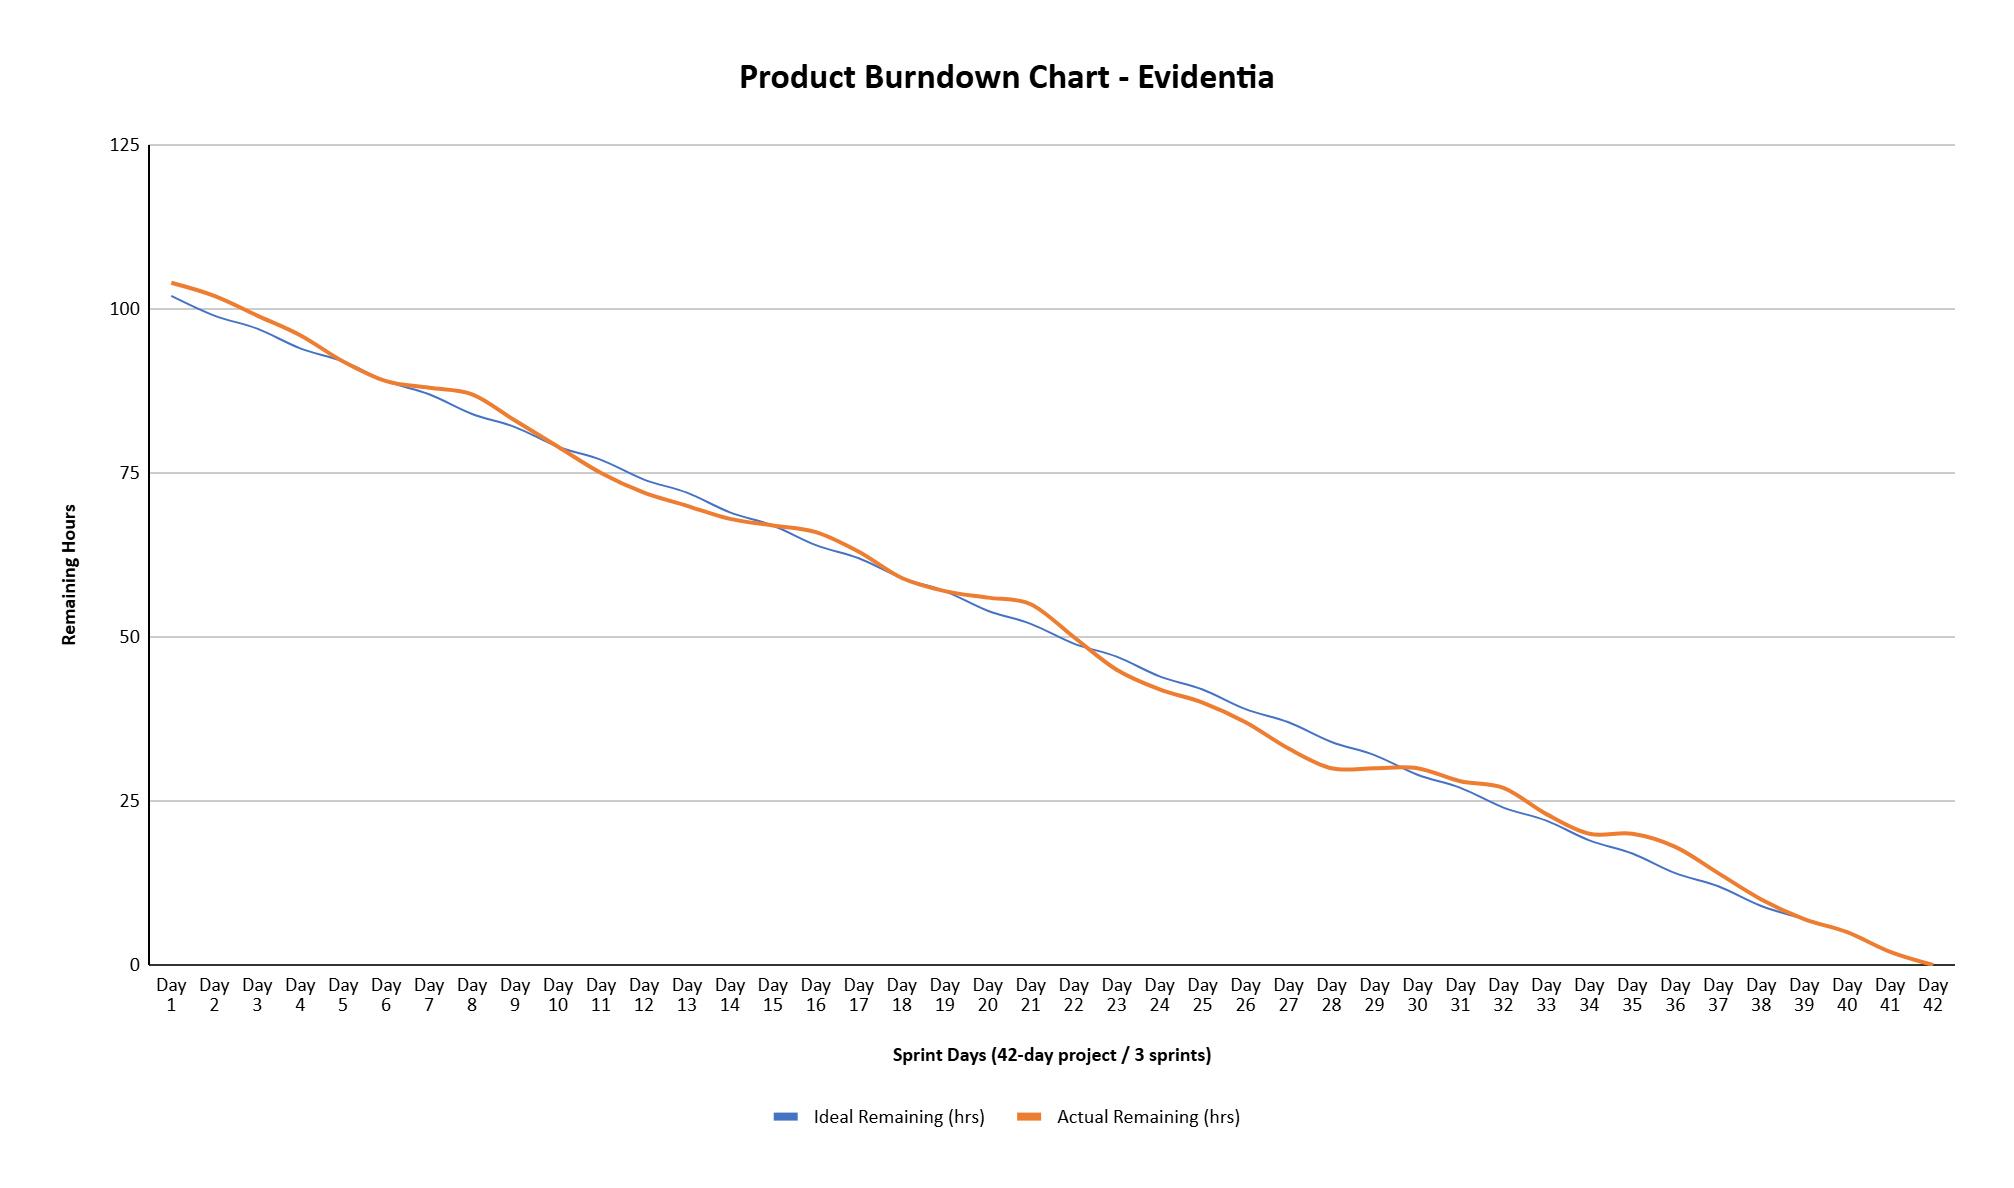 Product Burndown Chart - Evidentia
125
100
75
50
25
0
Remaining Hours
Day Day Day Day Day Day Day Day Day Day Day Day Day Day Day Day Day Day Day Day Day Day Day Day Day Day Day Day Day Day Day Day Day Day Day Day Day Day Day Day Day Day
1 2 3 4 5 6 7 8 9 10 11 12 13 14 15 16 17 18 19 20 21 22 23 24 25 26 27 28 29 30 31 32 33 34 35 36 37 38 39 40 41 42
Sprint Days (42-day project / 3 sprints)
Ideal Remaining (hrs) Actual Remaining (hrs)